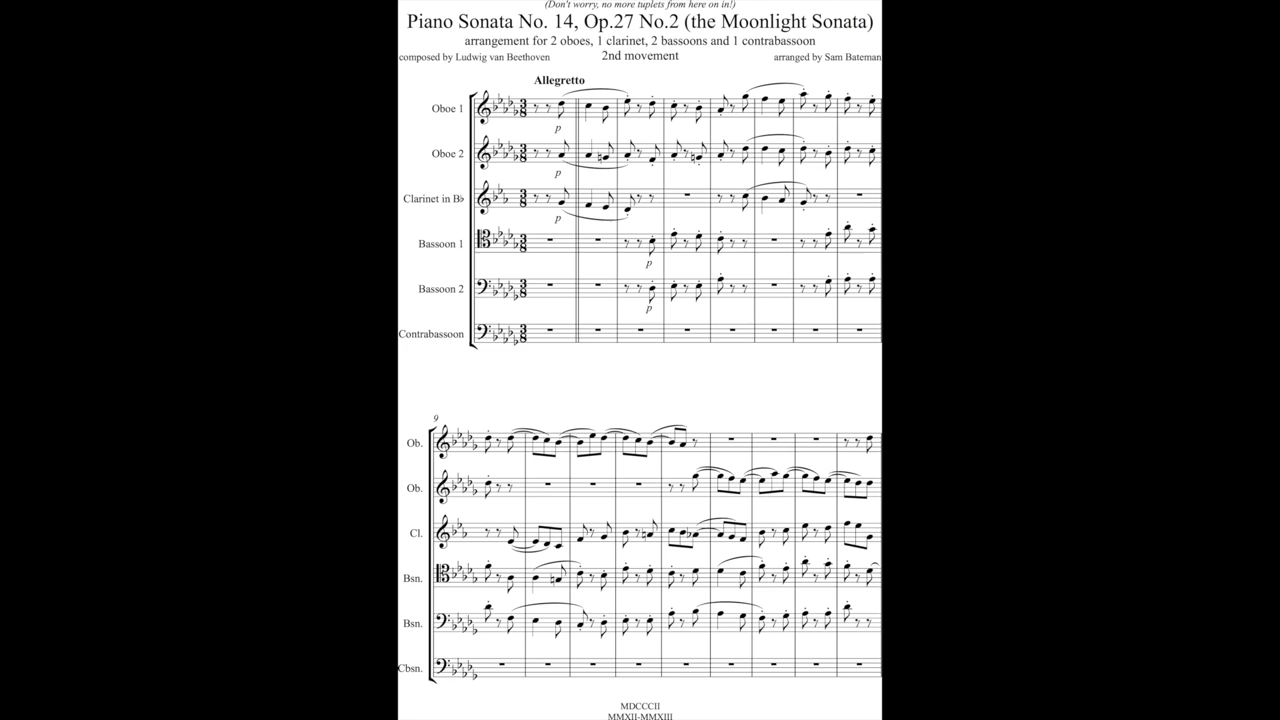 (Don't worry, no more tuplets from here on in!)
Piano Sonata No. 14, Op.27 No.2 (the Moonlight Sonata)
arrangement for 2 oboes, 1 clarinet, 2 bassoons and 1 contrabassoon
composed by Ludwig van Beethoven 2nd movement arranged by Sam Bateman
Allegretto
Oboe 1
p
Oboe 2
p
Clarinet in B♭
p
Bassoon 1
p
Bassoon 2
p
Contrabassoon
9
Ob.
Ob.
Cl.
Bsn.
Bsn.
Cbsn.
MDCCCII
MMXII-MMXIII